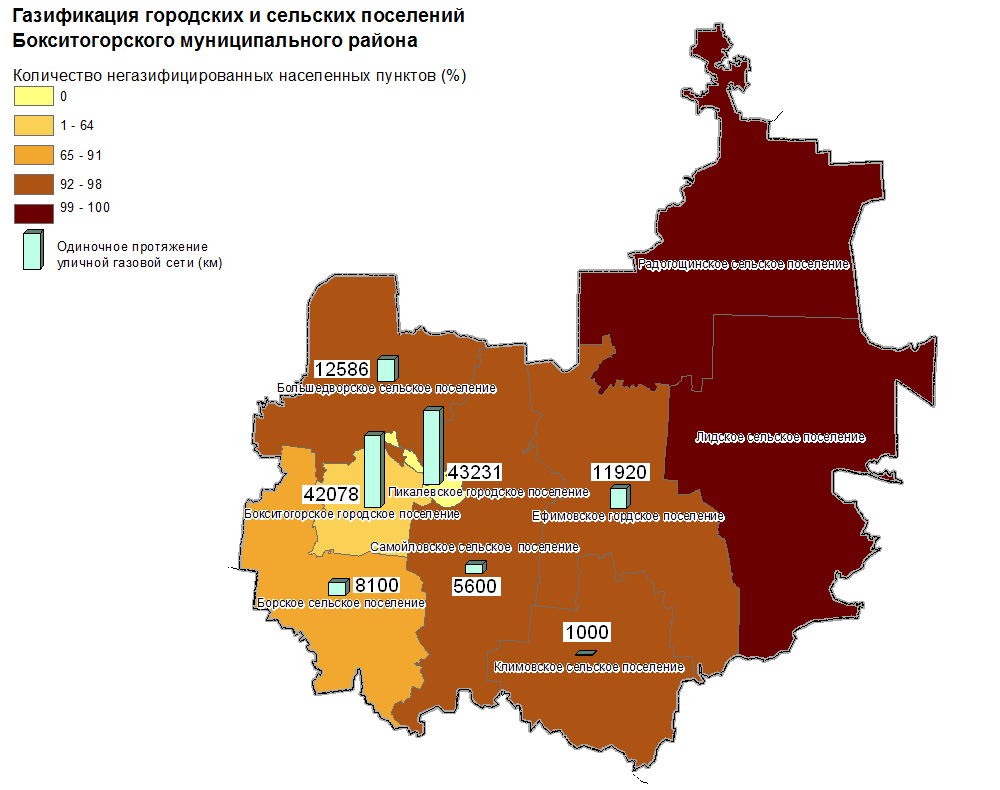 Газификация городских и сельских поселений
Бокситогорского муниципального района
Количество негазифицированных населенных пунктов (%)
0
1 - 64
65 - 91
92 - 98
99 - 100
Одиночное протяжение
уличной газовой сети (км)
Радогощинское сельское поселение
12586
Большедворское сельское поселение
Лидское сельское поселение
43231
11920
42078
Пикалевское городское поселение
Бокситогорское городское поселение
Ефимовское гордское поселение
Самойловское сельское поселение
8100
5600
Борское сельское поселение
1000
Климовское сельское поселение